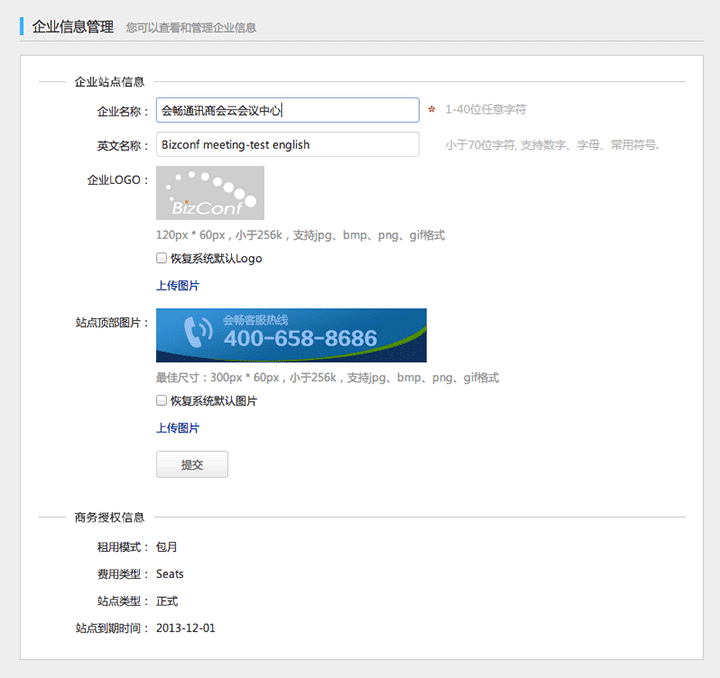 企业信息管理 您可以查看和管理企业信息
企业站点信息
企业名称： 会畅通讯商会云会议中心 * 1-40位任意字符
英文名称： Bizconf meeting-test english 小于70位字符, 支持数字、字母、常用符号.
企业LOGO：
BizConf
120px * 60px，小于256k，支持jpg、bmp、png、gif格式
恢复系统默认Logo
上传图片
站点顶部图片：
会畅客服热线
400-658-8686
最佳尺寸：300px * 60px，小于256k，支持jpg、bmp、png、gif格式
恢复系统默认图片
上传图片
提交
商务授权信息
租用模式： 包月
费用类型： Seats
站点类型： 正式
站点到期时间： 2013-12-01